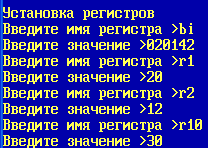 Установка регистров
Введите имя регистра >bi
Введите значение >020142
Введите имя регистра >r1
Введите значение >20
Введите имя регистра >r2
Введите значение >12
Введите имя регистра >r10
Введите значение >30